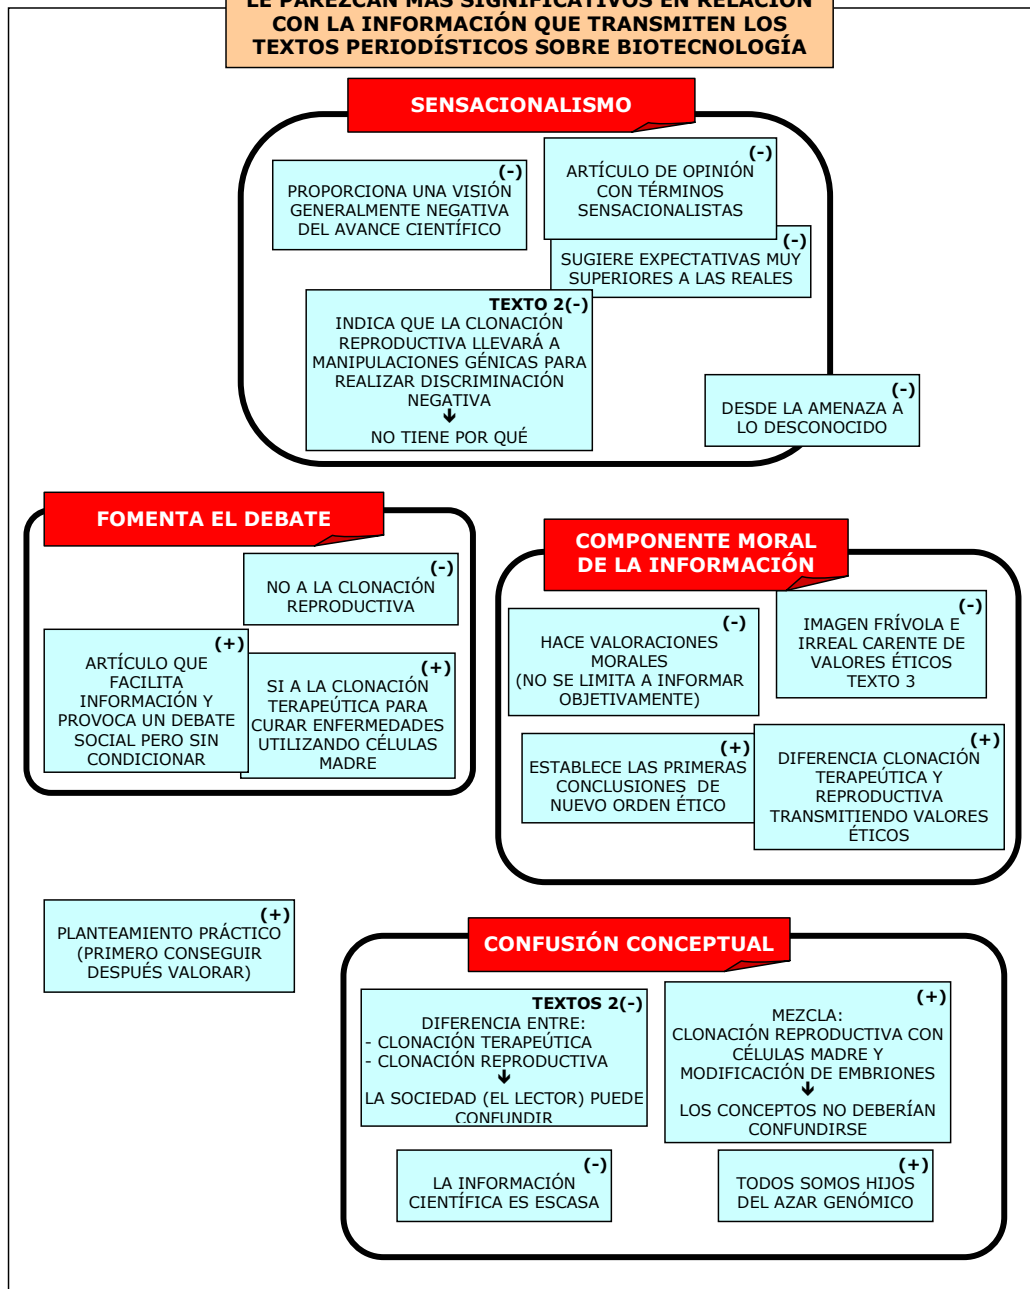 LE PAREZCAN MÁS SIGNIFICATIVOS EN RELACIÓN
CON LA INFORMACIÓN QUE TRANSMITEN LOS
TEXTOS PERIODÍSTICOS SOBRE BIOTECNOLOGÍA
SENSACIONALISMO
(-)
PROPORCIONA UNA VISIÓN
GENERALMENTE NEGATIVA
DEL AVANCE CIENTÍFICO
(-)
ARTÍCULO DE OPINIÓN
CON TÉRMINOS
SENSACIONALISTAS
(-)
SUGIERE EXPECTATIVAS MUY
SUPERIORES A LAS REALES
TEXTO 2(-)
INDICA QUE LA CLONACIÓN
REPRODUCTIVA LLEVARÁ A
MANIPULACIONES GÉNICAS PARA
REALIZAR DISCRIMINACIÓN
NEGATIVA
🡻
NO TIENE POR QUÉ
(-)
DESDE LA AMENAZA A
LO DESCONOCIDO
FOMENTA EL DEBATE
(-)
NO A LA CLONACIÓN
REPRODUCTIVA
(+)
ARTÍCULO QUE
FACILITA
INFORMACIÓN Y
PROVOCA UN DEBATE
SOCIAL PERO SIN
CONDICIONAR
(+)
SI A LA CLONACIÓN
TERAPEÚTICA PARA
CURAR ENFERMEDADES
UTILIZANDO CÉLULAS
MADRE
COMPONENTE MORAL
DE LA INFORMACIÓN
(-)
HACE VALORACIONES
MORALES
(NO SE LIMITA A INFORMAR
OBJETIVAMENTE)
(-)
IMAGEN FRÍVOLA E
IRREAL CARENTE DE
VALORES ÉTICOS
TEXTO 3
(+)
ESTABLECE LAS PRIMERAS
CONCLUSIONES DE
NUEVO ORDEN ÉTICO
(+)
DIFERENCIA CLONACIÓN
TERAPEÚTICA Y
REPRODUCTIVA
TRANSMITIENDO VALORES
ÉTICOS
(+)
PLANTEAMIENTO PRÁCTICO
(PRIMERO CONSEGUIR
DESPUÉS VALORAR)
CONFUSIÓN CONCEPTUAL
TEXTOS 2(-)
DIFERENCIA ENTRE:
- CLONACIÓN TERAPEÚTICA
- CLONACIÓN REPRODUCTIVA
🡻
LA SOCIEDAD (EL LECTOR) PUEDE
CONFUNDIR
(+)
MEZCLA:
CLONACIÓN REPRODUCTIVA CON
CÉLULAS MADRE Y
MODIFICACIÓN DE EMBRIONES
🡻
LOS CONCEPTOS NO DEBERÍAN
CONFUNDIRSE
(-)
LA INFORMACIÓN
CIENTÍFICA ES ESCASA
(+)
TODOS SOMOS HIJOS
DEL AZAR GENÓMICO